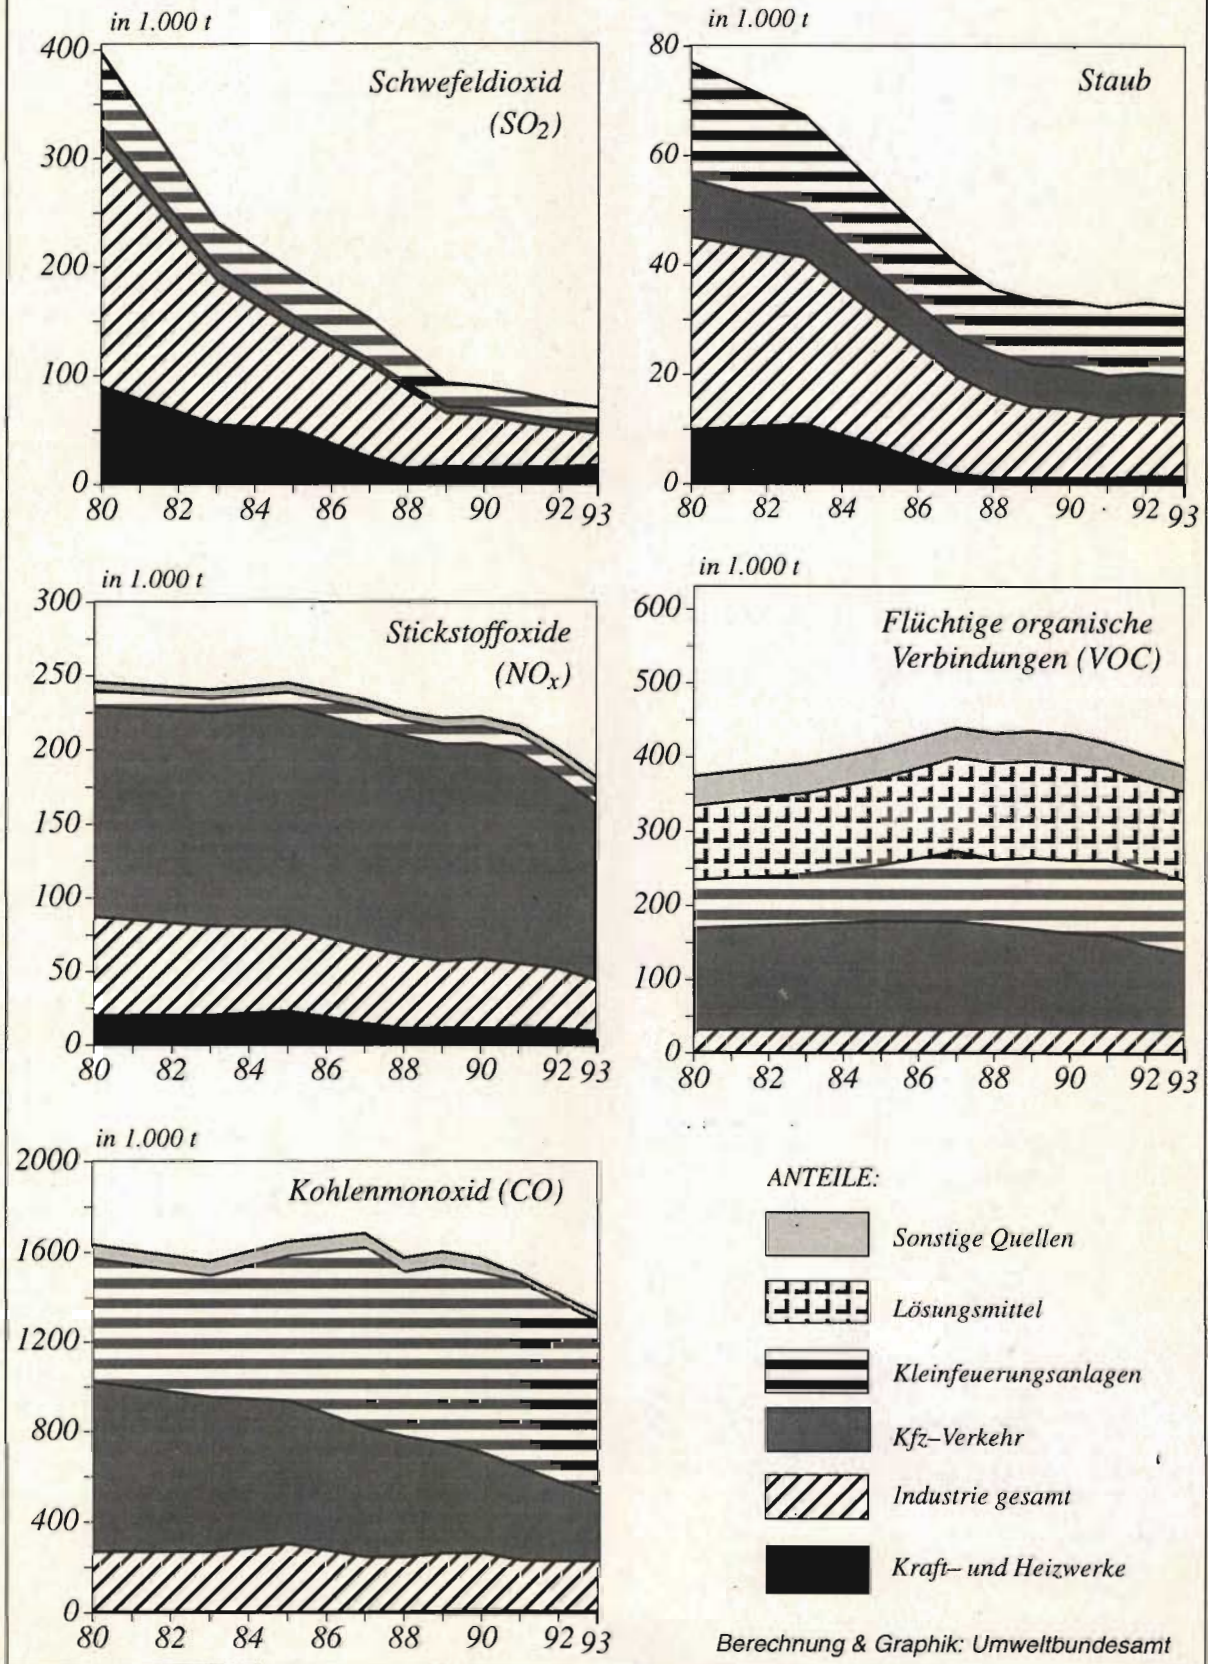 in 1.000 t
400
300
200
100
0
Schwefeldioxid
(SO₂)
80 82 84 86 88 90 92 93
in 1.000 t
80
60
40
20
0
Staub
80 82 84 86 88 90 92 93
in 1.000 t
300
250
200
150
100
50
0
Stickstoffoxide
(NOₓ)
80 82 84 86 88 90 92 93
in 1.000 t
600
500
400
300
200
100
0
Flüchtige organische
Verbindungen (VOC)
80 82 84 86 88 90 92 93
in 1.000 t
2000
1600
1200
800
400
0
Kohlenmonoxid (CO)
80 82 84 86 88 90 92 93
ANTEILE:
Sonstige Quellen
Lösungsmittel
Kleinfeuerungsanlagen
Kfz–Verkehr
Industrie gesamt
Kraft– und Heizwerke
Berechnung & Graphik: Umweltbundesamt